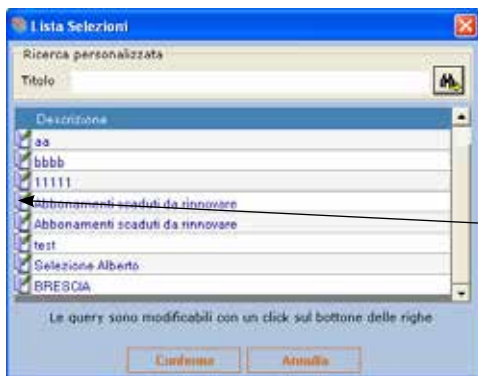 Lista Selezioni
Ricerca personalizzata
Titolo
Descrizione
aa
bbbb
11111
Abbonamenti scaduti da rinnovare
Abbonamenti scaduti da rinnovare
test
Selezione Alberto
BRESCIA
Le query sono modificabili con un click sul bottone delle righe
Conferma Annulla